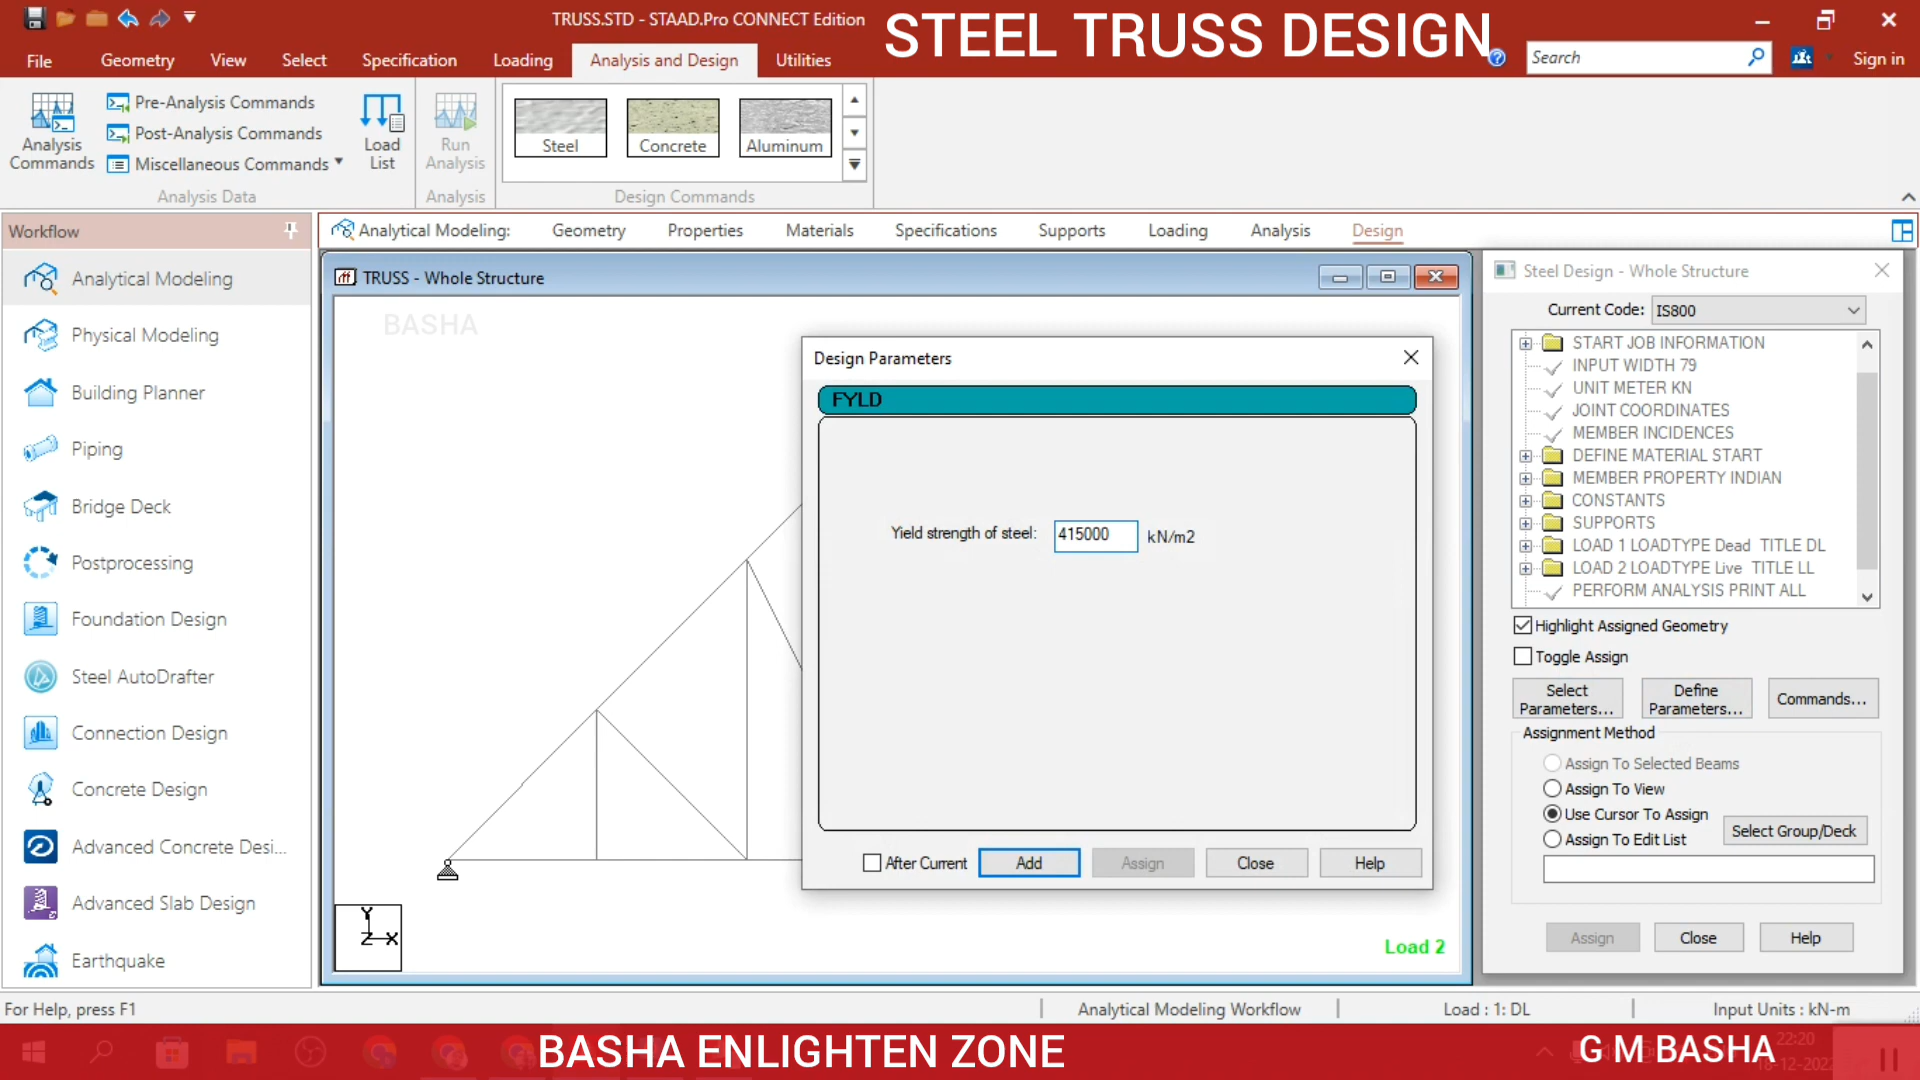 TRUSS.STD - STAAD.Pro CONNECT Edition
STEEL TRUSS DESIGN
File
Geometry
View
Select
Specification
Loading
Analysis and Design
Utilities
Search
Sign in
Analysis Commands
Pre-Analysis Commands
Post-Analysis Commands
Miscellaneous Commands
Load List
Run Analysis
Steel
Concrete
Aluminum
Analysis Data
Analysis
Design Commands
Workflow
Analytical Modeling:
Geometry
Properties
Materials
Specifications
Supports
Loading
Analysis
Design
Analytical Modeling
Physical Modeling
Building Planner
Piping
Bridge Deck
Postprocessing
Foundation Design
Steel AutoDrafter
Connection Design
Concrete Design
Advanced Concrete Desi...
Advanced Slab Design
Earthquake
TRUSS - Whole Structure
BASHA
Design Parameters
FYLD
Yield strength of steel: 415000 kN/m2
After Current
Add
Assign
Close
Help
Y
Z X
Load 2
Steel Design - Whole Structure
Current Code: IS800
START JOB INFORMATION
INPUT WIDTH 79
UNIT METER KN
JOINT COORDINATES
MEMBER INCIDENCES
DEFINE MATERIAL START
MEMBER PROPERTY INDIAN
CONSTANTS
SUPPORTS
LOAD 1 LOADTYPE Dead TITLE DL
LOAD 2 LOADTYPE Live TITLE LL
PERFORM ANALYSIS PRINT ALL
Highlight Assigned Geometry
Toggle Assign
Select Parameters...
Define Parameters...
Commands...
Assignment Method
Assign To Selected Beams
Assign To View
Use Cursor To Assign
Assign To Edit List
Select Group/Deck
Assign
Close
Help
For Help, press F1
Analytical Modeling Workflow
Load : 1: DL
Input Units : kN-m
BASHA ENLIGHTEN ZONE
G M BASHA
22:20